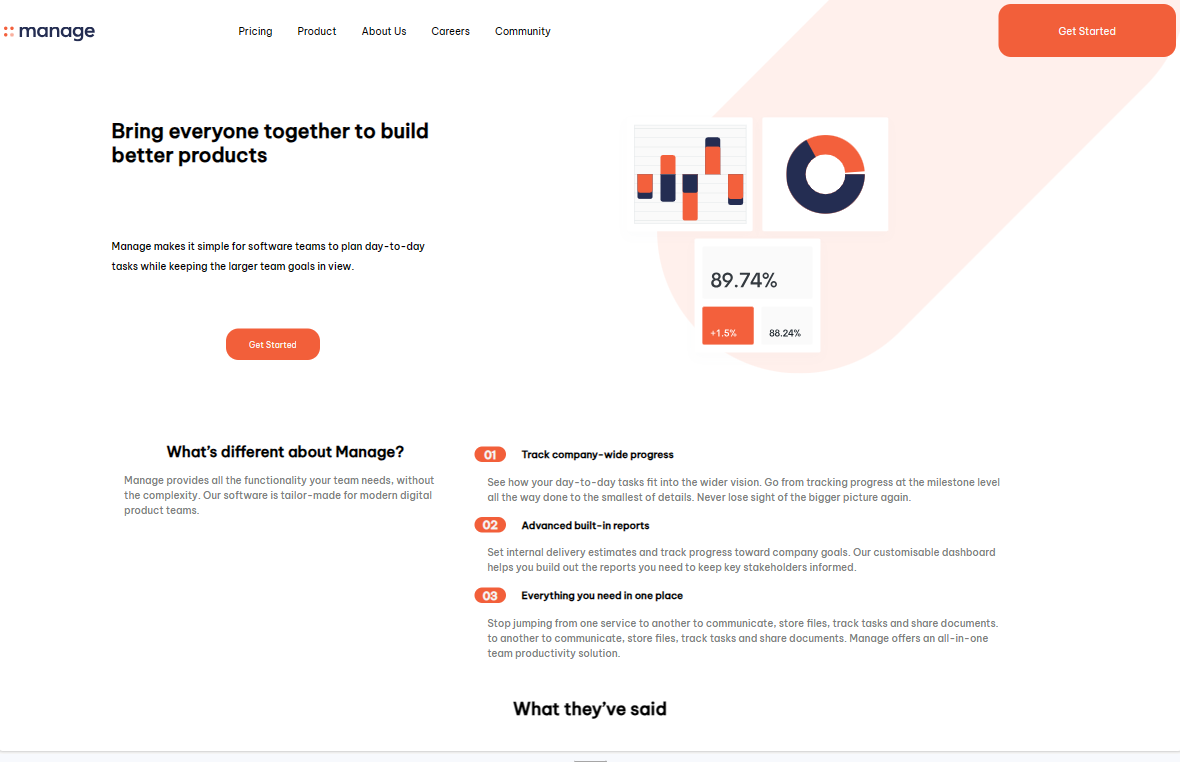 manage
Pricing Product About Us Careers Community
Get Started
Bring everyone together to build
better products
Manage makes it simple for software teams to plan day-to-day
tasks while keeping the larger team goals in view.
Get Started
89.74%
+1.5% 88.24%
What's different about Manage?
Manage provides all the functionality your team needs, without
the complexity. Our software is tailor-made for modern digital
product teams.
01 Track company-wide progress
See how your day-to-day tasks fit into the wider vision. Go from tracking progress at the milestone level
all the way done to the smallest of details. Never lose sight of the bigger picture again.
02 Advanced built-in reports
Set internal delivery estimates and track progress toward company goals. Our customisable dashboard
helps you build out the reports you need to keep key stakeholders informed.
03 Everything you need in one place
Stop jumping from one service to another to communicate, store files, track tasks and share documents.
to another to communicate, store files, track tasks and share documents. Manage offers an all-in-one
team productivity solution.
What they've said